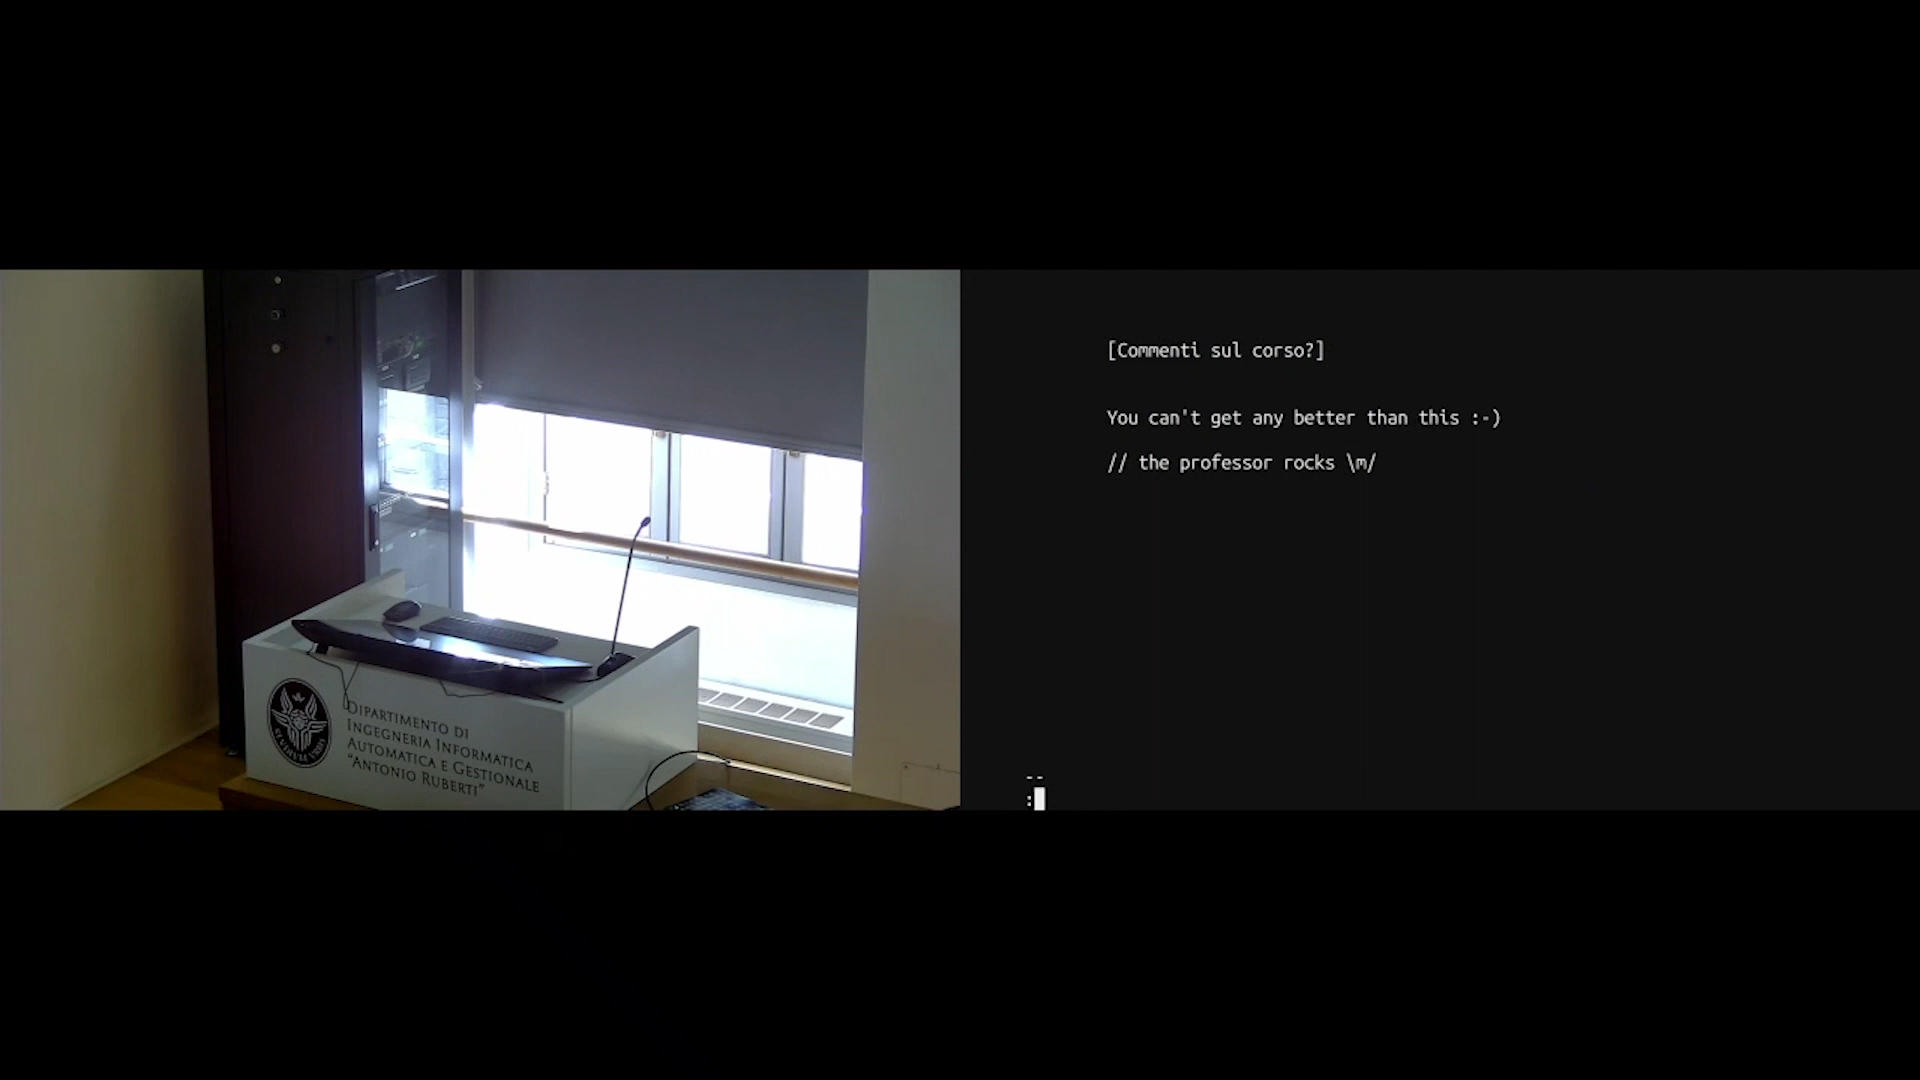 DIPARTIMENTO DI
INGEGNERIA INFORMATICA
AUTOMATICA E GESTIONALE
"ANTONIO RUBERTI"
[Commenti sul corso?]
You can't get any better than this :-)
// the professor rocks \m/
--
: